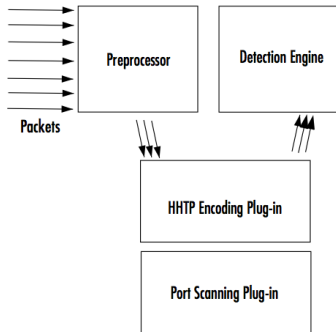 Preprocessor
Detection Engine
Packets
HHTP Encoding Plug-in
Port Scanning Plug-in